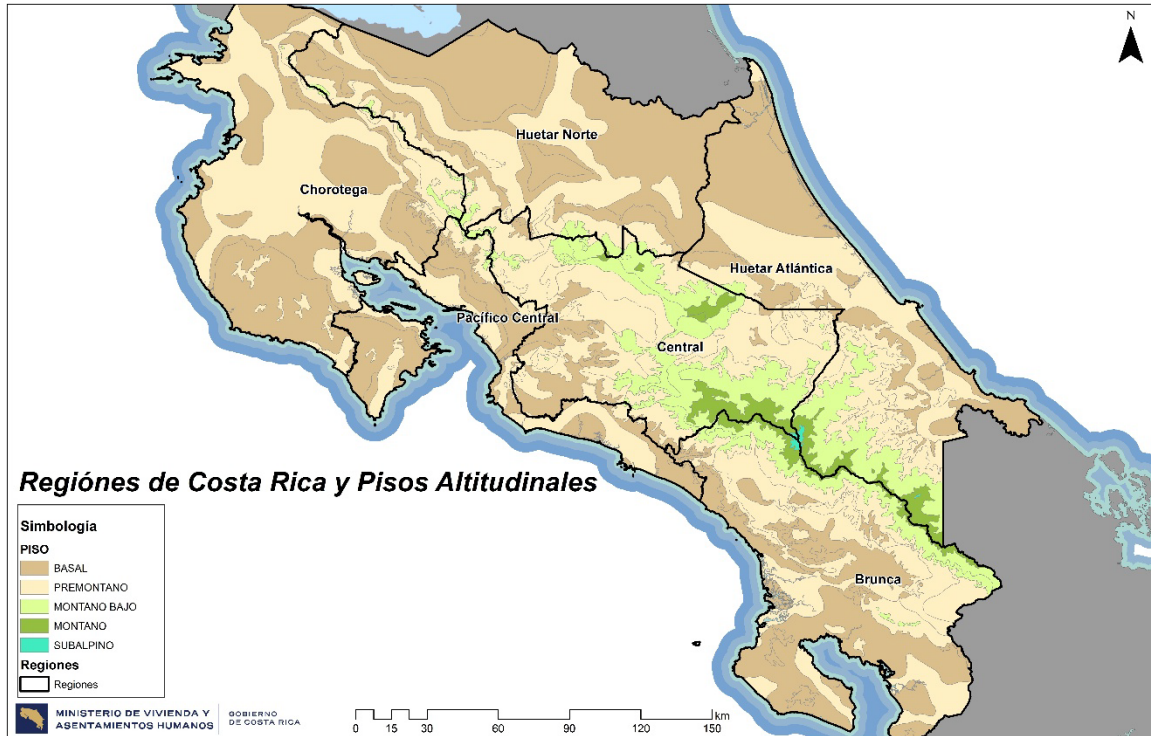 N
Huetar Norte
Chorotega
Huetar Atlántica
Pacífico Central
Central
Regiónes de Costa Rica y Pisos Altitudinales
Simbología
PISO
BASAL
PREMONTANO
MONTANO BAJO
MONTANO
SUBALPINO
Regiones
Regiones
Brunca
MINISTERIO DE VIVIENDA Y
ASENTAMIENTOS HUMANOS
GOBIERNO
DE COSTA RICA
km
0 15 30 60 90 120 150